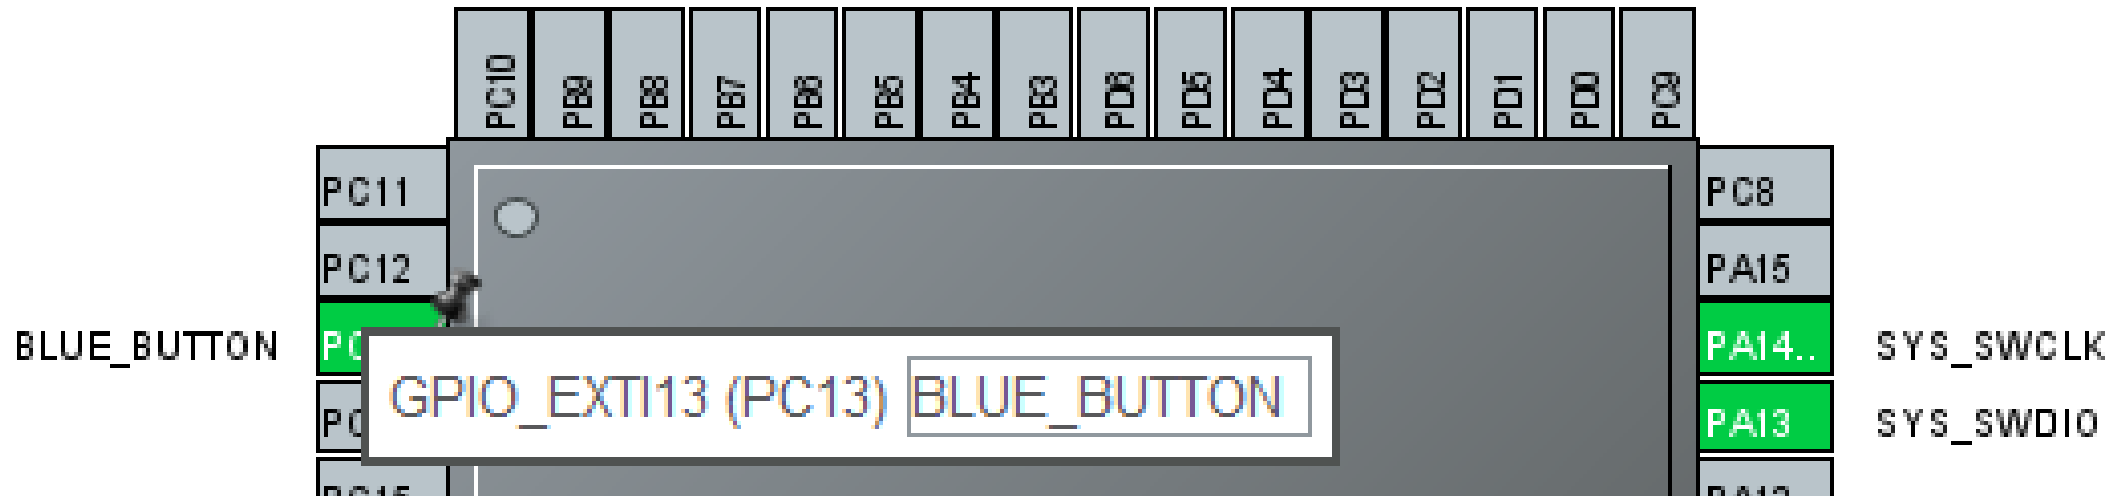 PC10 PB9 PB8 PB7 PB6 PB5 PB4 PB3 PD6 PD5 PD4 PD3 PD2 PD1 PD0 PC9
PC11
PC8
PC12
PA15
BLUE_BUTTON
PA14..
SYS_SWCLK
GPIO_EXTI13 (PC13) BLUE_BUTTON
PA13
SYS_SWDIO